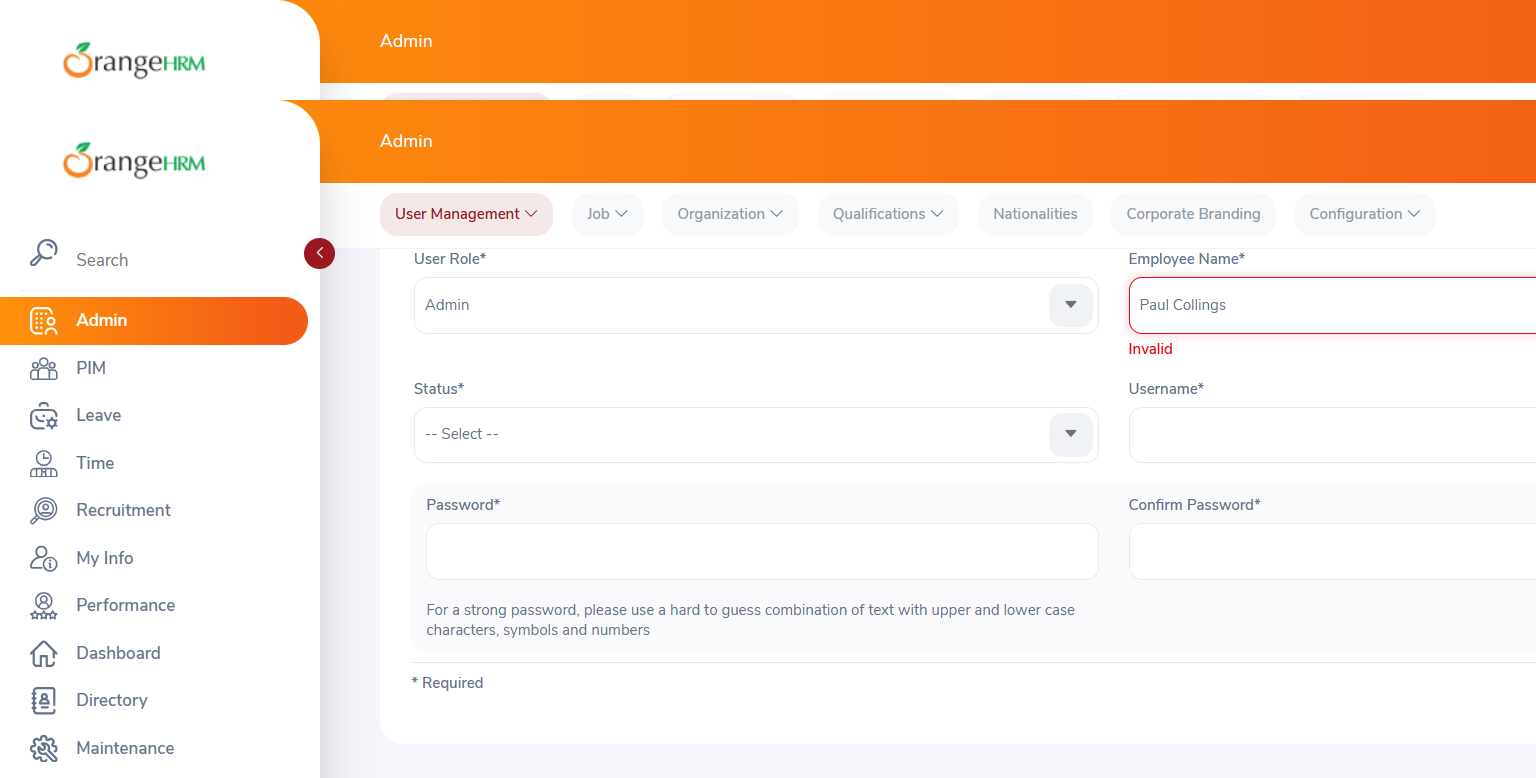 OrangeHRM
Admin
OrangeHRM
Admin
User Management
Job
Organization
Qualifications
Nationalities
Corporate Branding
Configuration
Search
Admin
PIM
Leave
Time
Recruitment
My Info
Performance
Dashboard
Directory
Maintenance
User Role*
Employee Name*
Admin
Paul Collings
Invalid
Status*
Username*
-- Select --
Password*
Confirm Password*
For a strong password, please use a hard to guess combination of text with upper and lower case
characters, symbols and numbers
* Required